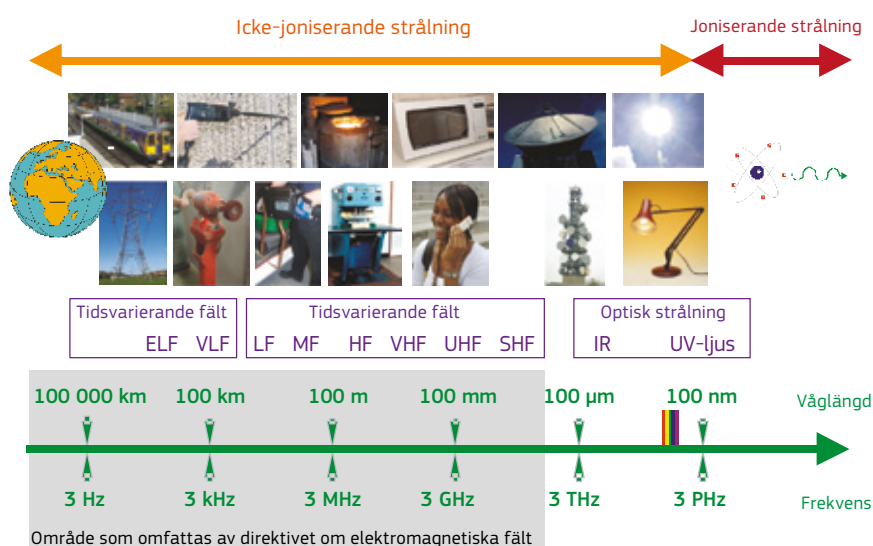 Icke-joniserande strålning
Joniserande strålning
Tidsvarierande fält
ELF VLF
Tidsvarierande fält
LF MF HF VHF UHF SHF
Optisk strålning
IR UV-ljus
100 000 km 100 km 100 m 100 mm 100 µm 100 nm
Våglängd
3 Hz 3 kHz 3 MHz 3 GHz 3 THz 3 PHz
Frekvens
Område som omfattas av direktivet om elektromagnetiska fält